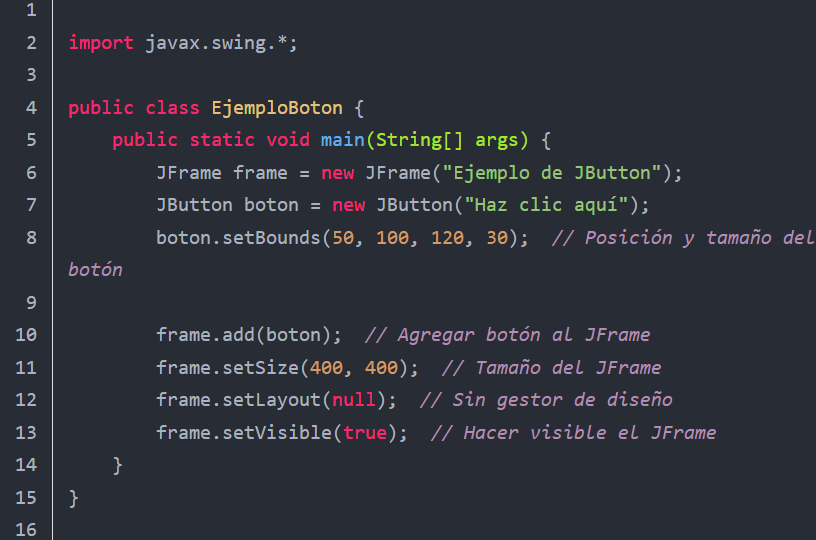 1
2 import javax.swing.*;
3
4 public class EjemploBoton {
5     public static void main(String[] args) {
6         JFrame frame = new JFrame("Ejemplo de JButton");
7         JButton boton = new JButton("Haz clic aquí");
8         boton.setBounds(50, 100, 120, 30);  // Posición y tamaño del
botón
9
10         frame.add(boton);  // Agregar botón al JFrame
11         frame.setSize(400, 400);  // Tamaño del JFrame
12         frame.setLayout(null);  // Sin gestor de diseño
13         frame.setVisible(true);  // Hacer visible el JFrame
14     }
15 }
16